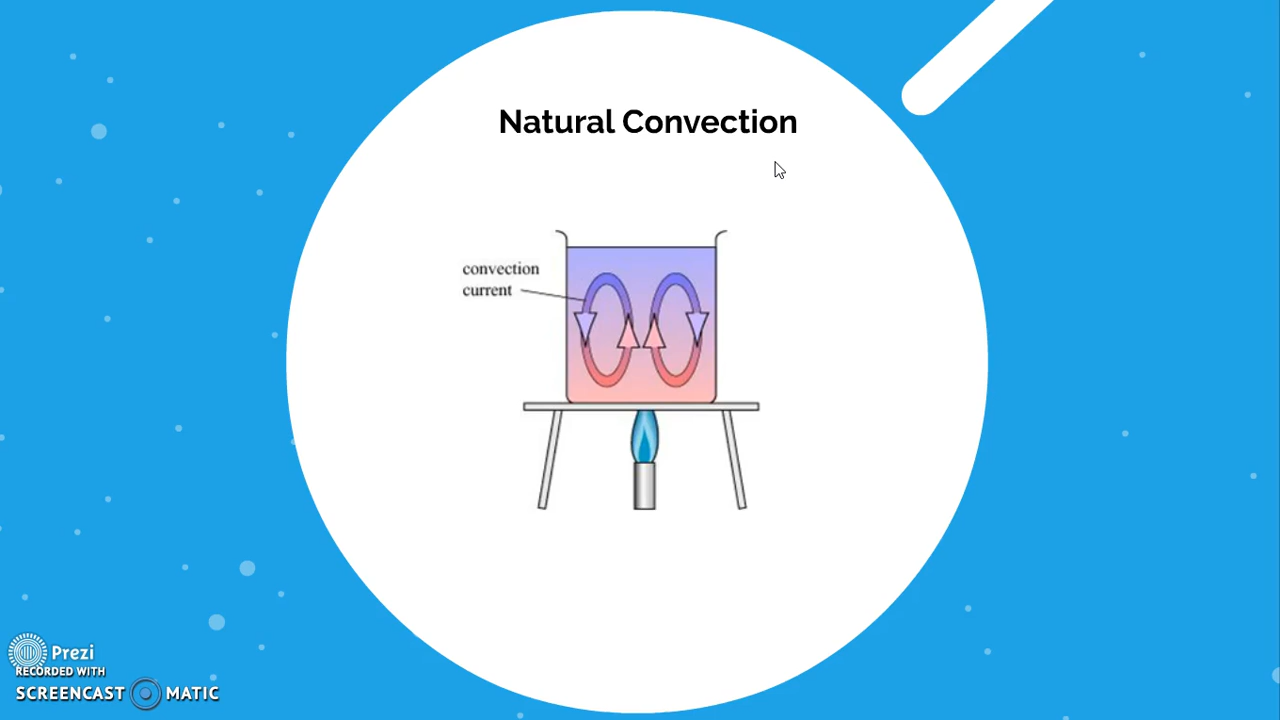 Natural Convection
convection
current
Prezi
RECORDED WITH
SCREENCAST MATIC